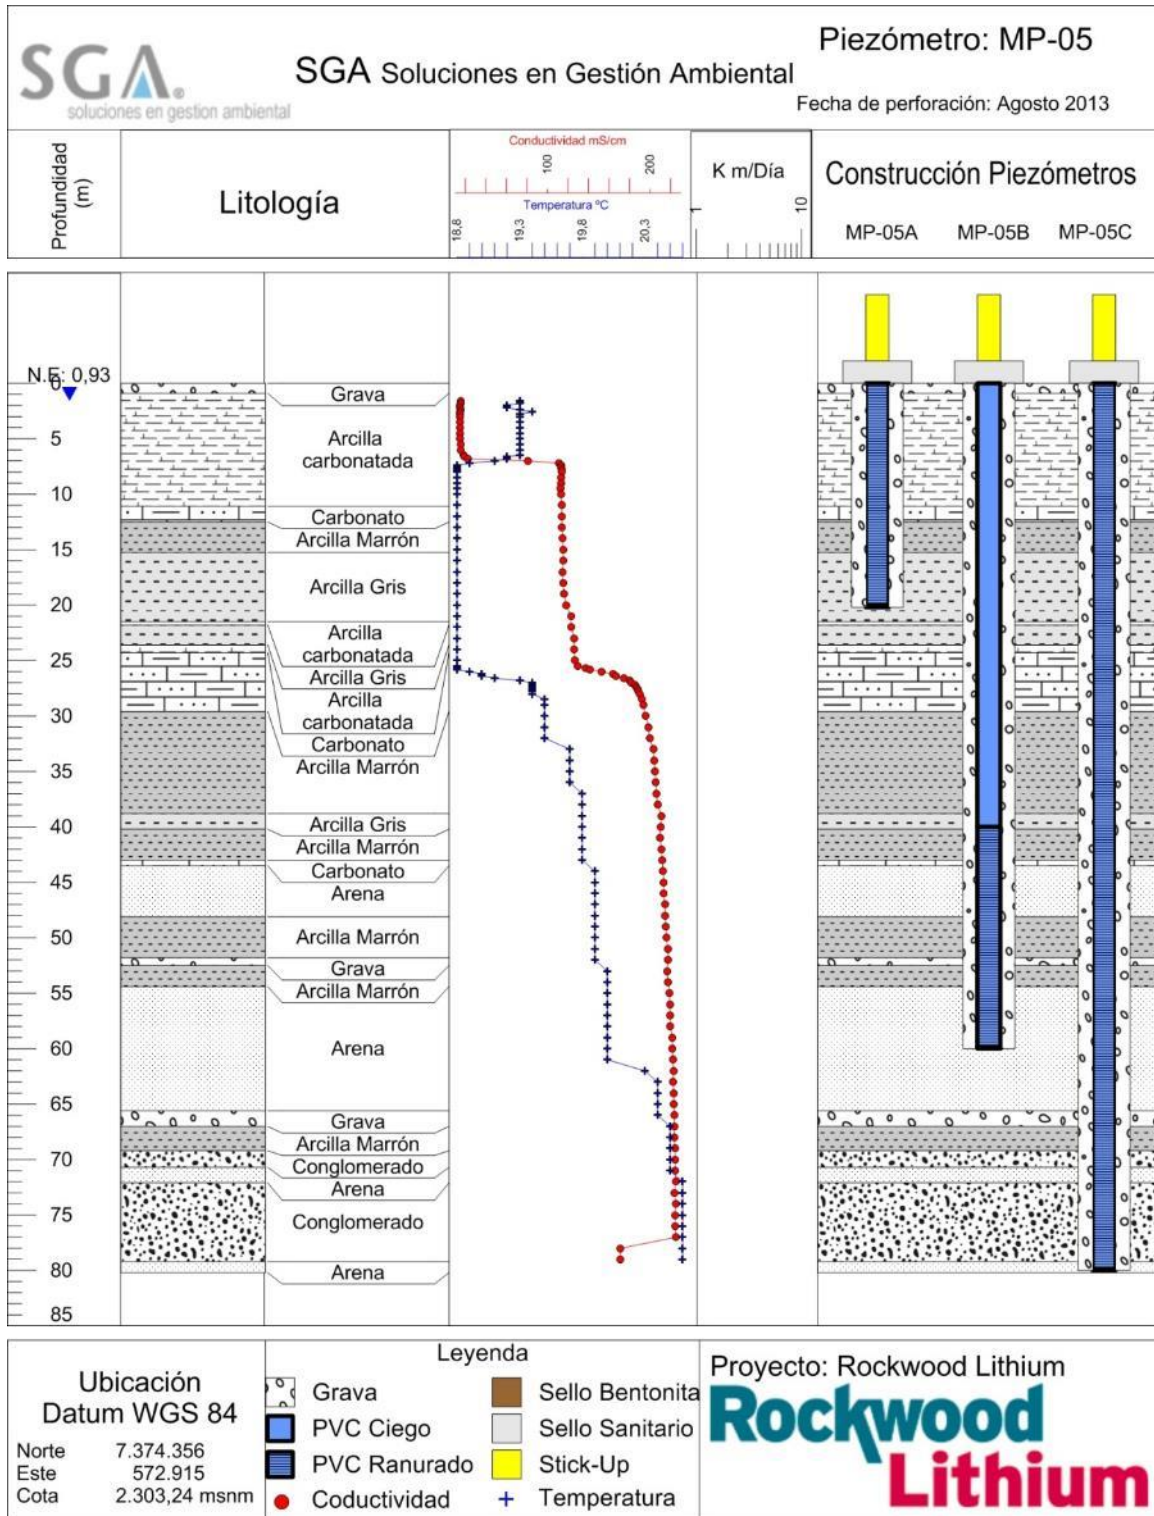 SGA
soluciones en gestion ambiental
SGA Soluciones en Gestión Ambiental
Piezómetro: MP-05
Fecha de perforación: Agosto 2013
Profundidad (m)
Litología
Conductividad mS/cm
100 200
Temperatura ºC
18,8 19,3 19,8 20,3
K m/Día
1 10
Construcción Piezómetros
MP-05A MP-05B MP-05C
N.E: 0,93
0
5
10
15
20
25
30
35
40
45
50
55
60
65
70
75
80
85
Grava
Arcilla
carbonatada
Carbonato
Arcilla Marrón
Arcilla Gris
Arcilla
carbonatada
Arcilla Gris
Arcilla
carbonatada
Carbonato
Arcilla Marrón
Arcilla Gris
Arcilla Marrón
Carbonato
Arena
Arcilla Marrón
Grava
Arcilla Marrón
Arena
Grava
Arcilla Marrón
Conglomerado
Arena
Conglomerado
Arena
Ubicación
Datum WGS 84
Norte 7.374.356
Este 572.915
Cota 2.303,24 msnm
Leyenda
Grava
PVC Ciego
PVC Ranurado
Coductividad
Sello Bentonita
Sello Sanitario
Stick-Up
Temperatura
Proyecto: Rockwood Lithium
Rockwood
Lithium